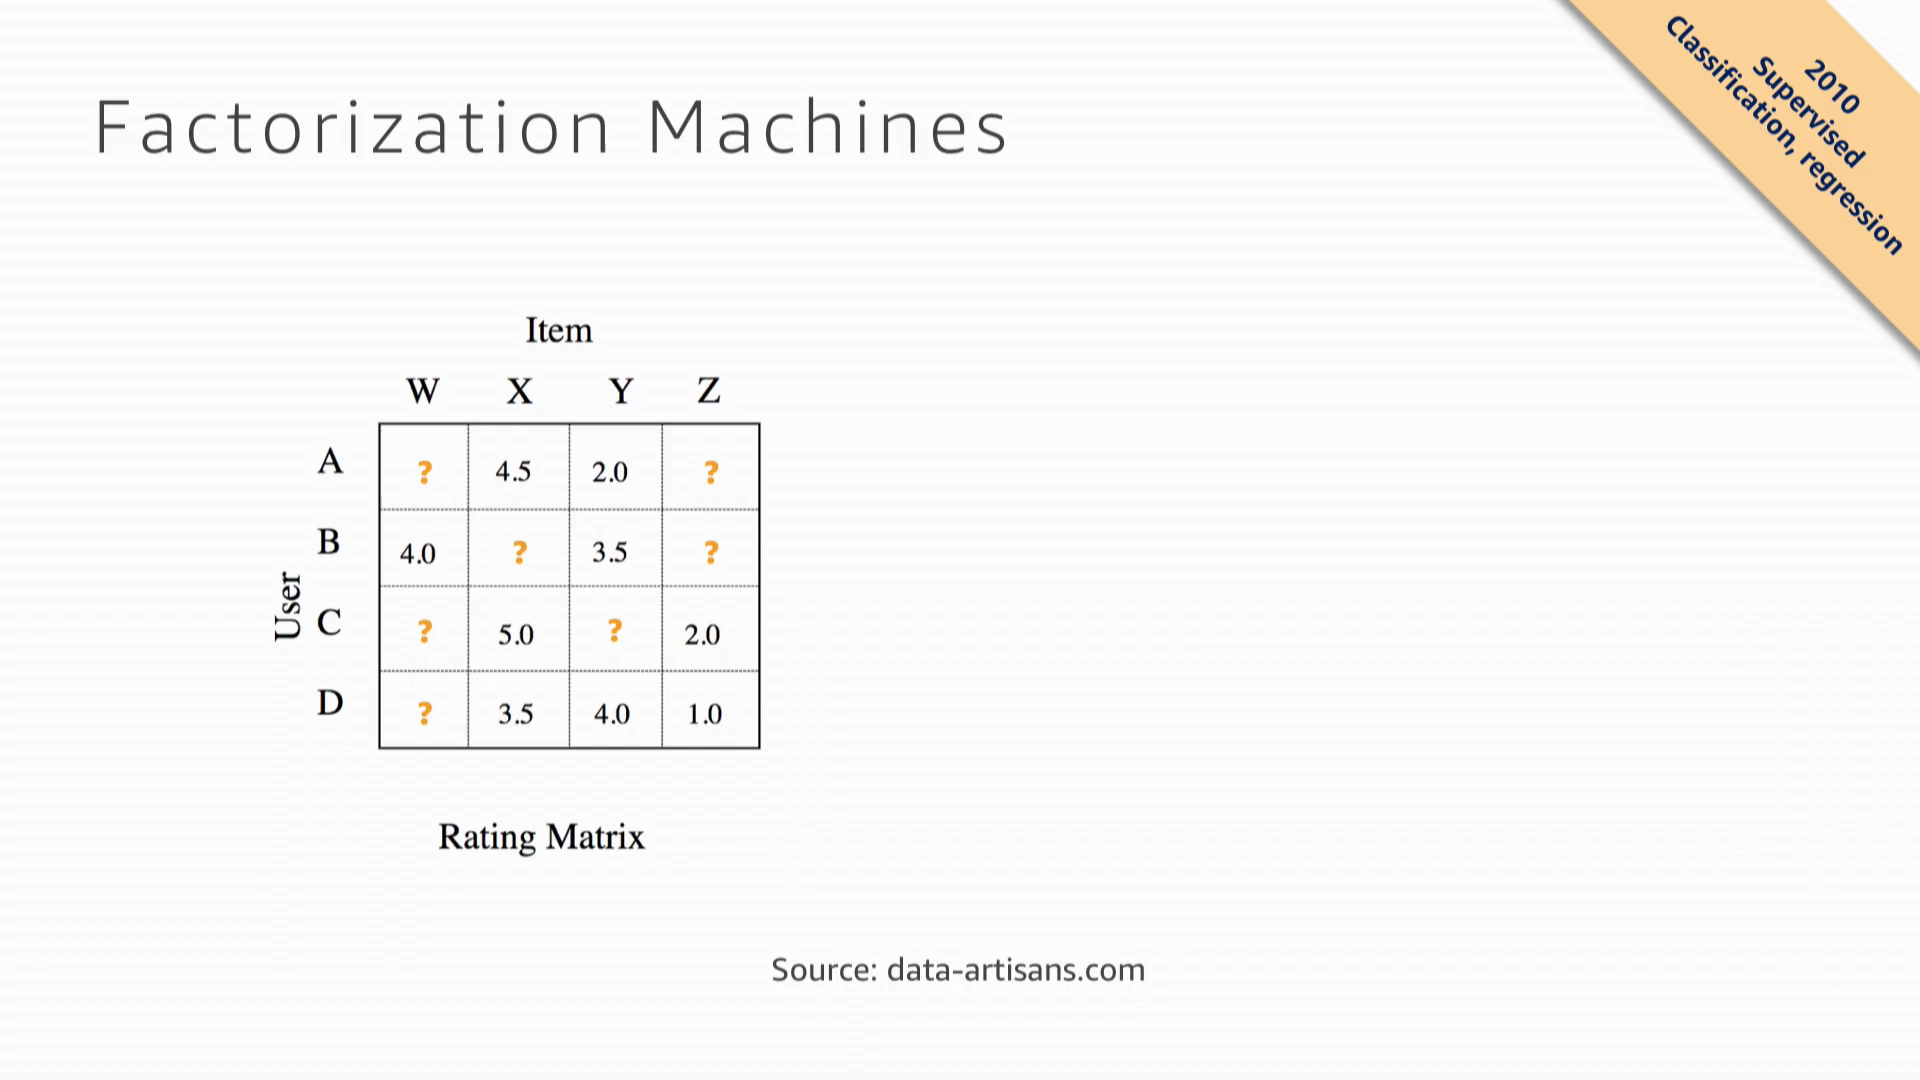 Factorization Machines
2010
Supervised
Classification, regression
Item
W X Y Z
User
A ? 4.5 2.0 ?
B 4.0 ? 3.5 ?
C ? 5.0 ? 2.0
D ? 3.5 4.0 1.0
Rating Matrix
Source: data-artisans.com